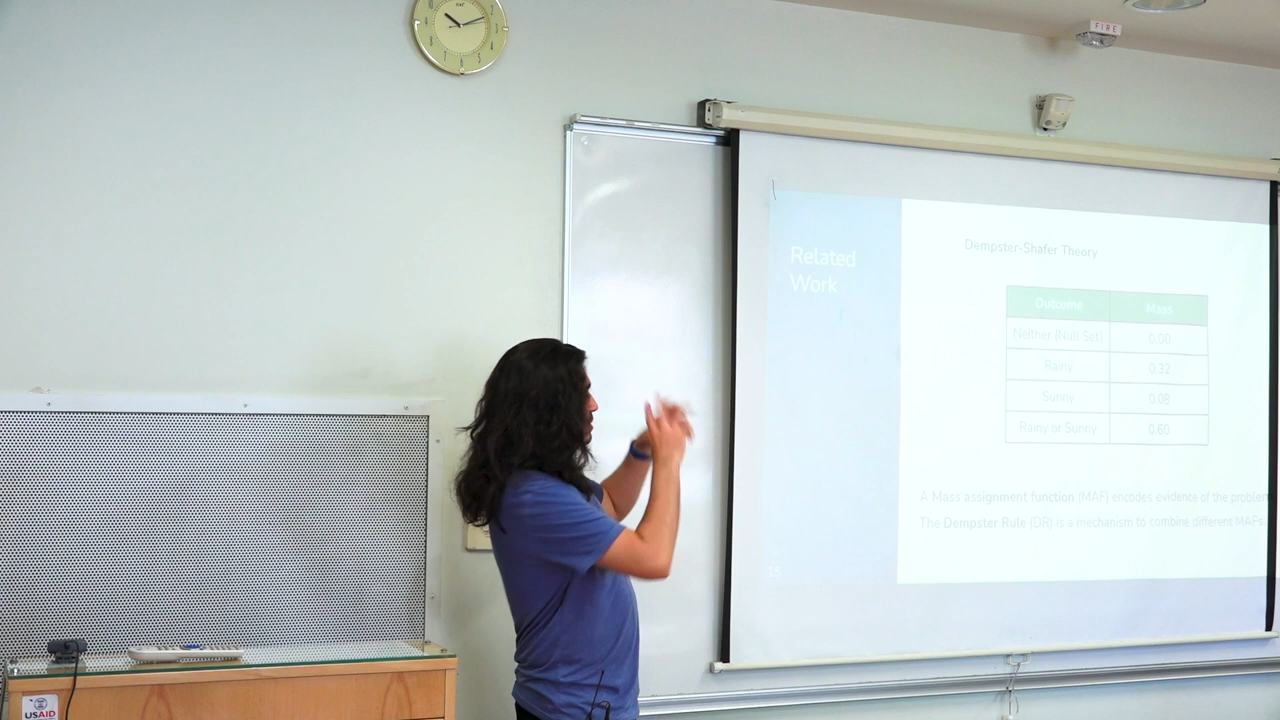 FIRE
Related
Work
Dempster-Shafer Theory
Outcome Mass
Neither (Null Set) 0.00
Rainy 0.32
Sunny 0.08
Rainy or Sunny 0.60
A Mass assignment function (MAF) encodes evidence of the problem
The Dempster Rule (DR) is a mechanism to combine different MAFs.
15
USAID